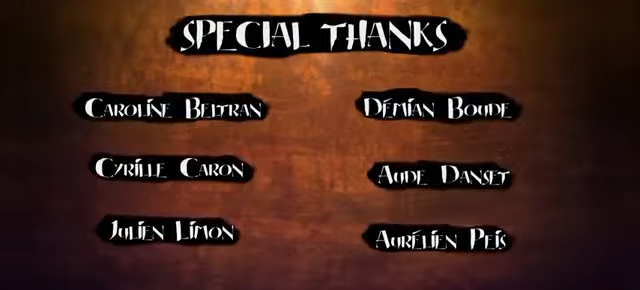 SPECIAL THANKS
CAROLINE BELTRAN
DÉMIAN BOUDE
CYRILLE CARON
AUDE DANSET
JULIEN LIMON
AURÉLIEN PEIS